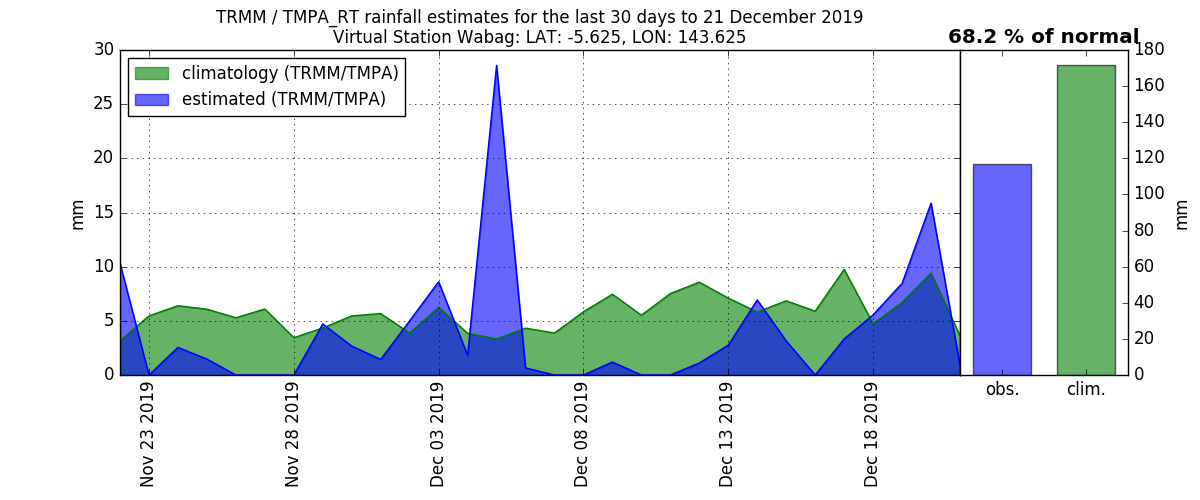 TRMM / TMPA_RT rainfall estimates for the last 30 days to 21 December 2019
Virtual Station Wabag: LAT: -5.625, LON: 143.625
68.2 % of normal
climatology (TRMM/TMPA)
estimated (TRMM/TMPA)
mm
30
25
20
15
10
5
0
Nov 23 2019
Nov 28 2019
Dec 03 2019
Dec 08 2019
Dec 13 2019
Dec 18 2019
obs.
clim.
180
160
140
120
100
80
60
40
20
0
mm